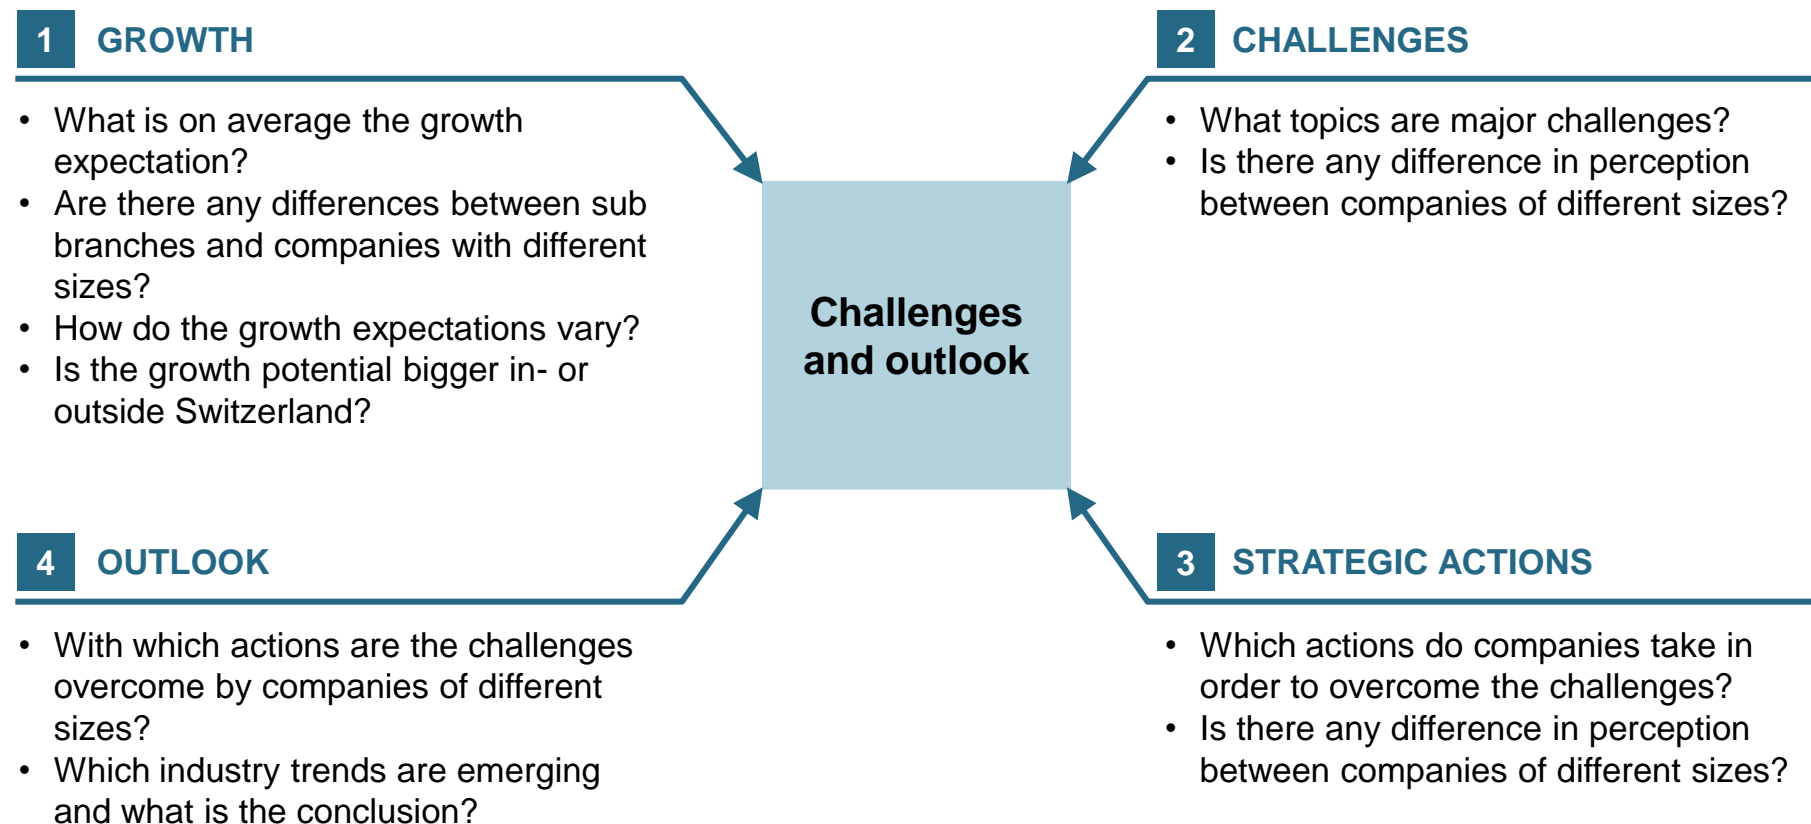 1 GROWTH
• What is on average the growth
expectation?
• Are there any differences between sub
branches and companies with different
sizes?
• How do the growth expectations vary?
• Is the growth potential bigger in- or
outside Switzerland?
2 CHALLENGES
• What topics are major challenges?
• Is there any difference in perception
between companies of different sizes?
Challenges
and outlook
3 STRATEGIC ACTIONS
• Which actions do companies take in
order to overcome the challenges?
• Is there any difference in perception
between companies of different sizes?
4 OUTLOOK
• With which actions are the challenges
overcome by companies of different
sizes?
• Which industry trends are emerging
and what is the conclusion?